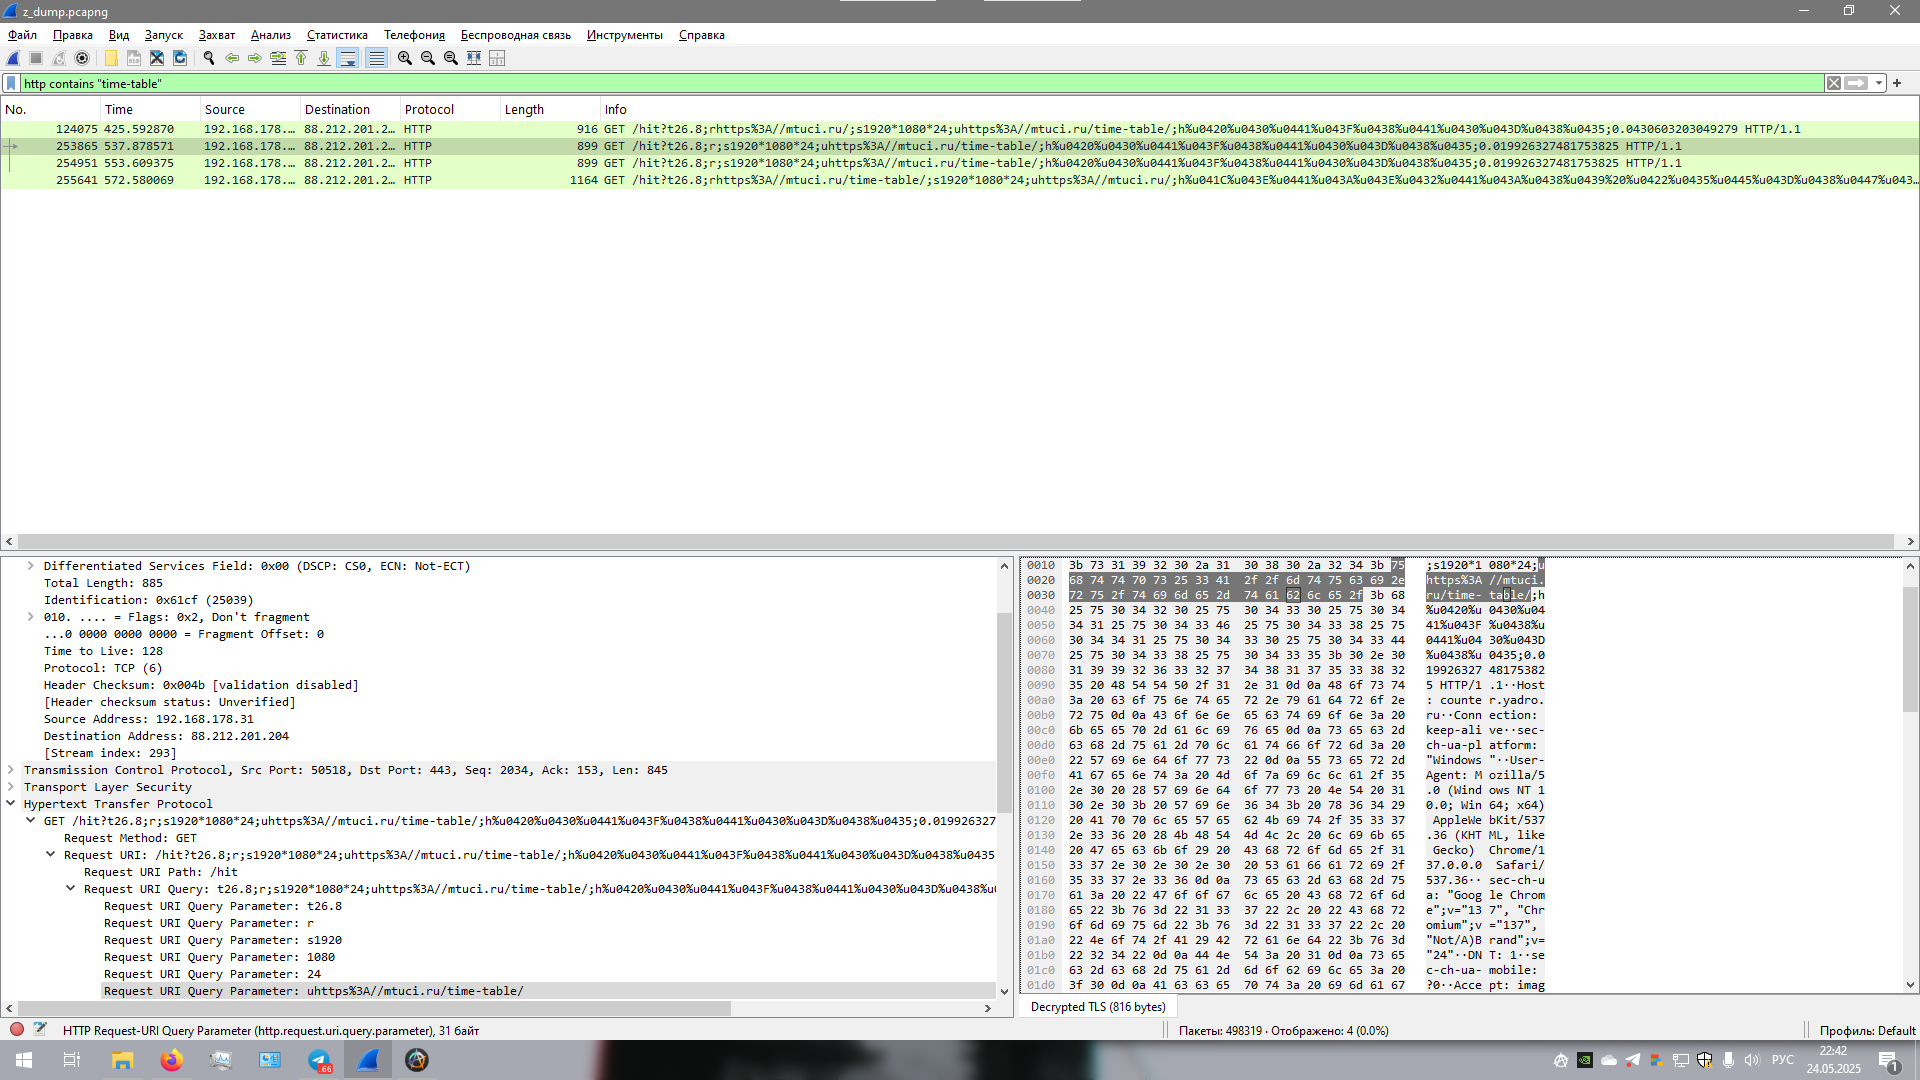 z_dump.pcapng
Файл Правка Вид Запуск Захват Анализ Статистика Телефония Беспроводная связь Инструменты Справка
http contains "time-table"
No. Time Source Destination Protocol Length Info
124075 425.592870 192.168.178.… 88.212.201.2… HTTP 916 GET /hit?t26.8;rhttps%3A//mtuci.ru/;s1920*1080*24;uhttps%3A//mtuci.ru/time-table/;h%u0420%u0430%u0441%u043F%u0438%u0441%u0430%u043D%u0438%u0435;0.0430603203049279 HTTP/1.1
253865 537.878571 192.168.178.… 88.212.201.2… HTTP 899 GET /hit?t26.8;r;s1920*1080*24;uhttps%3A//mtuci.ru/time-table/;h%u0420%u0430%u0441%u043F%u0438%u0441%u0430%u043D%u0438%u0435;0.019926327481753825 HTTP/1.1
254951 553.609375 192.168.178.… 88.212.201.2… HTTP 899 GET /hit?t26.8;r;s1920*1080*24;uhttps%3A//mtuci.ru/time-table/;h%u0420%u0430%u0441%u043F%u0438%u0441%u0430%u043D%u0438%u0435;0.019926327481753825 HTTP/1.1
255641 572.580069 192.168.178.… 88.212.201.2… HTTP 1164 GET /hit?t26.8;rhttps%3A//mtuci.ru/time-table/;s1920*1080*24;uhttps%3A//mtuci.ru/;h%u041C%u043E%u0441%u043A%u043E%u0432%u0441%u043A%u0438%u0439%20%u0422%u0435%u0445%u043D%u0438%u0447%u043…
Differentiated Services Field: 0x00 (DSCP: CS0, ECN: Not-ECT)
Total Length: 885
Identification: 0x61cf (25039)
010. .... = Flags: 0x2, Don't fragment
...0 0000 0000 0000 = Fragment Offset: 0
Time to Live: 128
Protocol: TCP (6)
Header Checksum: 0x004b [validation disabled]
[Header checksum status: Unverified]
Source Address: 192.168.178.31
Destination Address: 88.212.201.204
[Stream index: 293]
Transmission Control Protocol, Src Port: 50518, Dst Port: 443, Seq: 2034, Ack: 153, Len: 845
Transport Layer Security
Hypertext Transfer Protocol
GET /hit?t26.8;r;s1920*1080*24;uhttps%3A//mtuci.ru/time-table/;h%u0420%u0430%u0441%u043F%u0438%u0441%u0430%u043D%u0438%u0435;0.01992632
Request Method: GET
Request URI: /hit?t26.8;r;s1920*1080*24;uhttps%3A//mtuci.ru/time-table/;h%u0420%u0430%u0441%u043F%u0438%u0441%u0430%u043D%u0438%u0435
Request URI Path: /hit
Request URI Query: t26.8;r;s1920*1080*24;uhttps%3A//mtuci.ru/time-table/;h%u0420%u0430%u0441%u043F%u0438%u0441%u0430%u043D%u0438%u
Request URI Query Parameter: t26.8
Request URI Query Parameter: r
Request URI Query Parameter: s1920
Request URI Query Parameter: 1080
Request URI Query Parameter: 24
Request URI Query Parameter: uhttps%3A//mtuci.ru/time-table/
0010 3b 73 31 39 32 30 2a 31 30 38 30 2a 32 34 3b 75 ;s1920*1 080*24;u
0020 68 74 74 70 73 25 33 41 2f 2f 6d 74 75 63 69 2e https%3A //mtuci.
0030 72 75 2f 74 69 6d 65 2d 74 61 62 6c 65 2f 3b 68 ru/time- table/;h
0040 25 75 30 34 32 30 25 75 30 34 33 30 25 75 30 34 %u0420%u 0430%u04
0050 34 31 25 75 30 34 33 46 25 75 30 34 33 38 25 75 41%u043F %u0438%u
0060 30 34 34 31 25 75 30 34 33 30 25 75 30 34 33 44 0441%u04 30%u043D
0070 25 75 30 34 33 38 25 75 30 34 33 35 3b 30 2e 30 %u0438%u 0435;0.0
0080 31 39 39 32 36 33 32 37 34 38 31 37 35 33 38 32 19926327 48175382
0090 35 20 48 54 54 50 2f 31 2e 31 0d 0a 48 6f 73 74 5 HTTP/1 .1··Host
00a0 3a 20 63 6f 75 6e 74 65 72 2e 79 61 64 72 6f 2e : counte r.yadro.
00b0 72 75 0d 0a 43 6f 6e 6e 65 63 74 69 6f 6e 3a 20 ru··Conn ection:
00c0 6b 65 65 70 2d 61 6c 69 76 65 0d 0a 73 65 63 2d keep-ali ve··sec-
00d0 63 68 2d 75 61 2d 70 6c 61 74 66 6f 72 6d 3a 20 ch-ua-pl atform:
00e0 22 57 69 6e 64 6f 77 73 22 0d 0a 55 73 65 72 2d "Windows "··User-
00f0 41 67 65 6e 74 3a 20 4d 6f 7a 69 6c 6c 61 2f 35 Agent: M ozilla/5
0100 2e 30 20 28 57 69 6e 64 6f 77 73 20 4e 54 20 31 .0 (Wind ows NT 1
0110 30 2e 30 3b 20 57 69 6e 36 34 3b 20 78 36 34 29 0.0; Win 64; x64)
0120 20 41 70 70 6c 65 57 65 62 4b 69 74 2f 35 33 37 AppleWe bKit/537
0130 2e 33 36 20 28 4b 48 54 4d 4c 2c 20 6c 69 6b 65 .36 (KHT ML, like
0140 20 47 65 63 6b 6f 29 20 43 68 72 6f 6d 65 2f 31 Gecko) Chrome/1
0150 33 37 2e 30 2e 30 2e 30 20 53 61 66 61 72 69 2f 37.0.0.0 Safari/
0160 35 33 37 2e 33 36 0d 0a 73 65 63 2d 63 68 2d 75 537.36·· sec-ch-u
0170 61 3a 20 22 47 6f 6f 67 6c 65 20 43 68 72 6f 6d a: "Goog le Chrom
0180 65 22 3b 76 3d 22 31 33 37 22 2c 20 22 43 68 72 e";v="13 7", "Chr
0190 6f 6d 69 75 6d 22 3b 76 3d 22 31 33 37 22 2c 20 omium";v ="137",
01a0 22 4e 6f 74 2f 41 29 42 72 61 6e 64 22 3b 76 3d "Not/A)B rand";v=
01b0 22 32 34 22 0d 0a 44 4e 54 3a 20 31 0d 0a 73 65 "24"··DN T: 1··se
01c0 63 2d 63 68 2d 75 61 2d 6d 6f 62 69 6c 65 3a 20 c-ch-ua- mobile:
01d0 3f 30 0d 0a 41 63 63 65 70 74 3a 20 69 6d 61 67 ?0··Acce pt: imag
Decrypted TLS (816 bytes)
HTTP Request-URI Query Parameter (http.request.uri.query.parameter), 31 байт
Пакеты: 498319 · Отображено: 4 (0.0%)
Профиль: Default
.66
РУС
22:42
24.05.2025
1